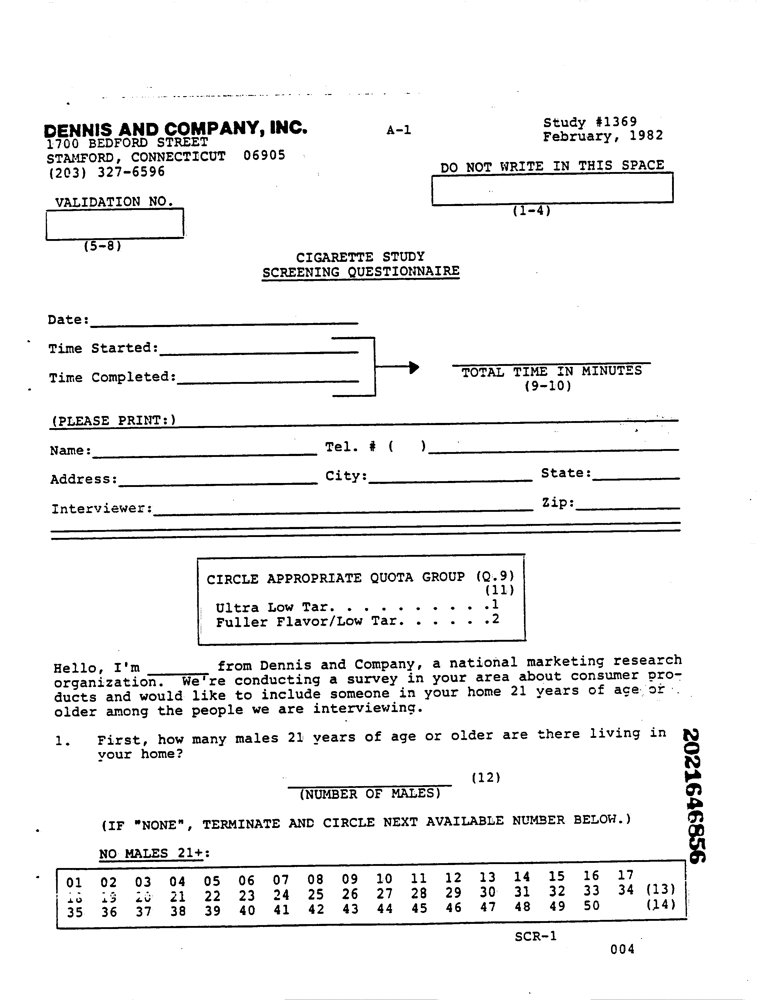 DENNIS AND COMPANY, INC.
A-1
Study #1369
1700 BEDFORD STREET
February, 1982
STAMFORD, CONNECTICUT 06905
(203) 327-6596
DO NOT WRITE IN THIS SPACE
VALIDATION NO.
(1-4)
(5-8)
CIGARETTE STUDY
SCREENING QUESTIONNAIRE
Date:
Time Started:
Time Completed:
TOTAL TIME IN MINUTES
(9-10)
(PLEASE PRINT:)
Name: Tel. # ( )
Address: City: State:
Interviewer: Zip:
CIRCLE APPROPRIATE QUOTA GROUP (Q.9)
(11)
Ultra Low Tar. . . . . . . . . . .1
Fuller Flavor/Low Tar. . . . . . .2
Hello, I'm ________ from Dennis and Company, a national marketing research
organization. We're conducting a survey in your area about consumer pro-
ducts and would like to include someone in your home 21 years of age or
older among the people we are interviewing.
1. First, how many males 21 years of age or older are there living in
your home?
(12)
(NUMBER OF MALES)
(IF "NONE", TERMINATE AND CIRCLE NEXT AVAILABLE NUMBER BELOW.)
NO MALES 21+:
01 02 03 04 05 06 07 08 09 10 11 12 13 14 15 16 17
18 19 20 21 22 23 24 25 26 27 28 29 30 31 32 33 34 (13)
35 36 37 38 39 40 41 42 43 44 45 46 47 48 49 50 (14)
SCR-1
004
2021646856